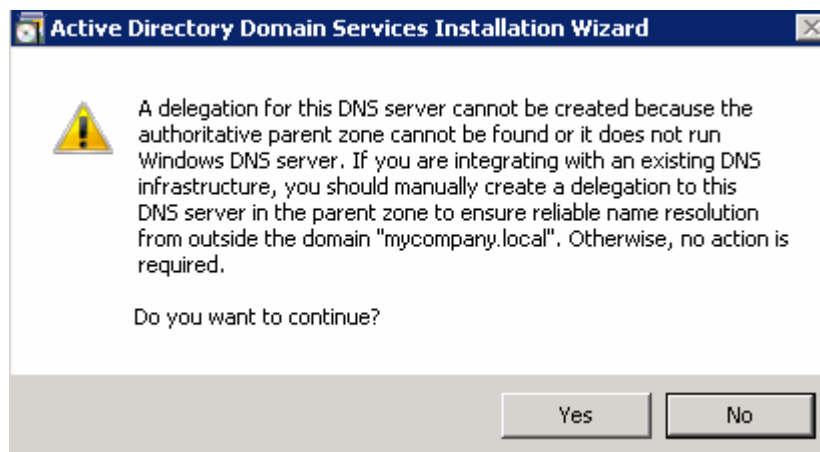 Active Directory Domain Services Installation Wizard
A delegation for this DNS server cannot be created because the
authoritative parent zone cannot be found or it does not run
Windows DNS server. If you are integrating with an existing DNS
infrastructure, you should manually create a delegation to this
DNS server in the parent zone to ensure reliable name resolution
from outside the domain "mycompany.local". Otherwise, no action is
required.
Do you want to continue?
Yes
No